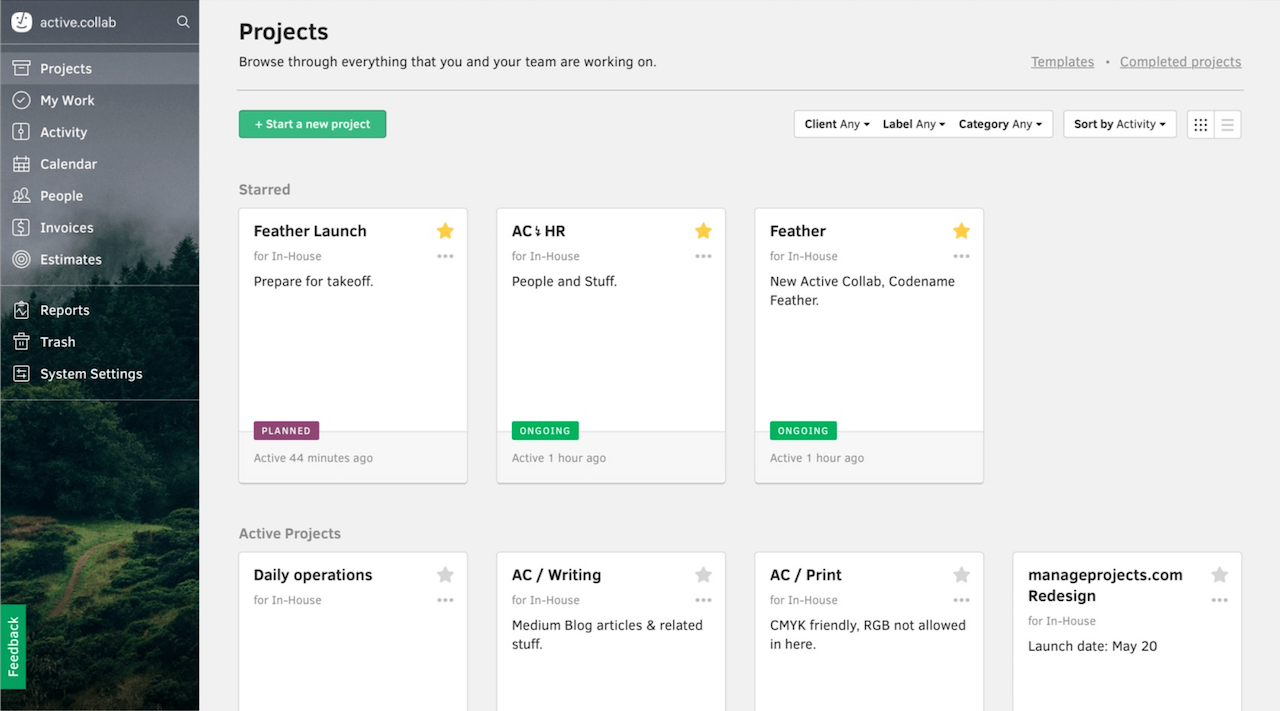 active.collab
Projects
My Work
Activity
Calendar
People
Invoices
Estimates
Reports
Trash
System Settings
Feedback
Projects
Browse through everything that you and your team are working on.
Templates • Completed projects
+ Start a new project
Client Any Label Any Category Any
Sort by Activity
Starred
Feather Launch
for In-House
Prepare for takeoff.
PLANNED
Active 44 minutes ago
AC HR
for In-House
People and Stuff.
ONGOING
Active 1 hour ago
Feather
for In-House
New Active Collab, Codename
Feather.
ONGOING
Active 1 hour ago
Active Projects
Daily operations
for In-House
AC / Writing
for In-House
Medium Blog articles & related
stuff.
AC / Print
for In-House
CMYK friendly, RGB not allowed
in here.
manageprojects.com
Redesign
for In-House
Launch date: May 20